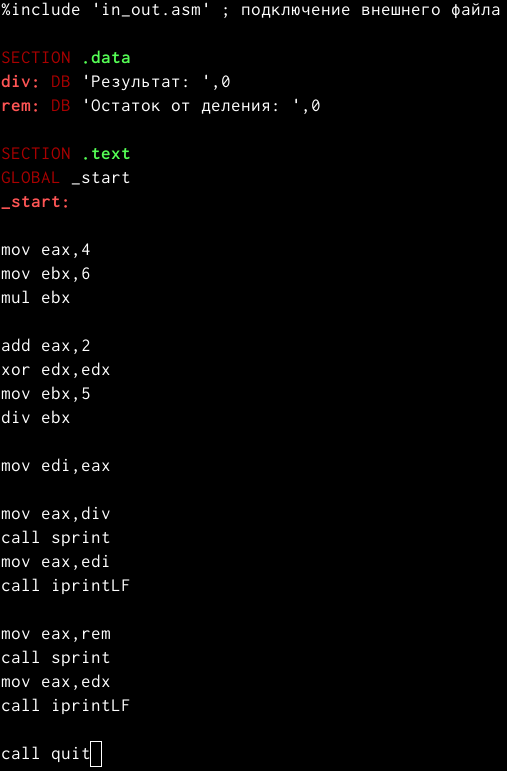 %include 'in_out.asm' ; подключение внешнего файла
SECTION .data
div: DB 'Результат: ',0
rem: DB 'Остаток от деления: ',0
SECTION .text
GLOBAL _start
_start:
mov eax,4
mov ebx,6
mul ebx
add eax,2
xor edx,edx
mov ebx,5
div ebx
mov edi,eax
mov eax,div
call sprint
mov eax,edi
call iprintLF
mov eax,rem
call sprint
mov eax,edx
call iprintLF
call quit